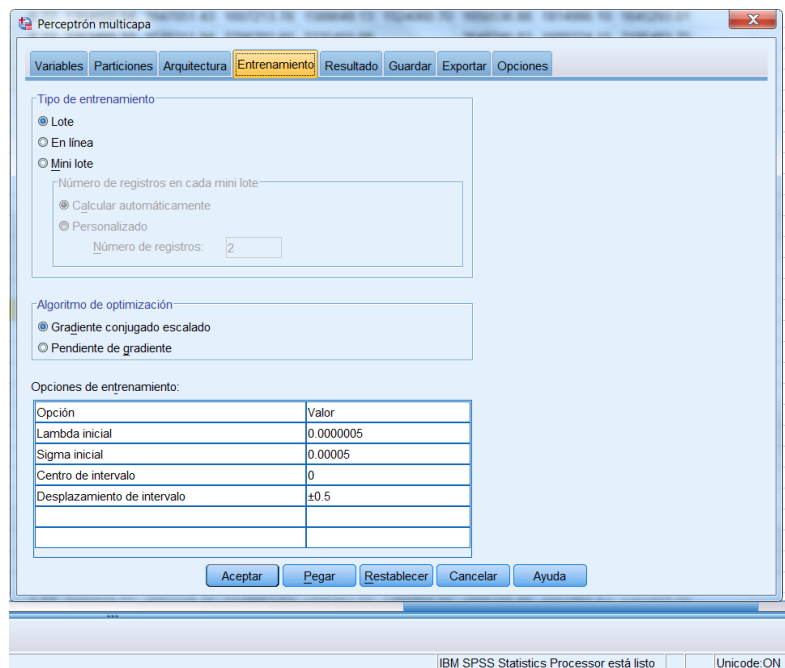 Perceptrón multicapa
Variables Particiones Arquitectura Entrenamiento Resultado Guardar Exportar Opciones
Tipo de entrenamiento
Lote
En línea
Mini lote
Número de registros en cada mini lote
Calcular automáticamente
Personalizado
Número de registros: 2
Algoritmo de optimización
Gradiente conjugado escalado
Pendiente de gradiente
Opciones de entrenamiento:
Opción Valor
Lambda inicial 0.0000005
Sigma inicial 0.00005
Centro de intervalo 0
Desplazamiento de intervalo ±0.5
Aceptar Pegar Restablecer Cancelar Ayuda
IBM SPSS Statistics Processor está listo Unicode:ON